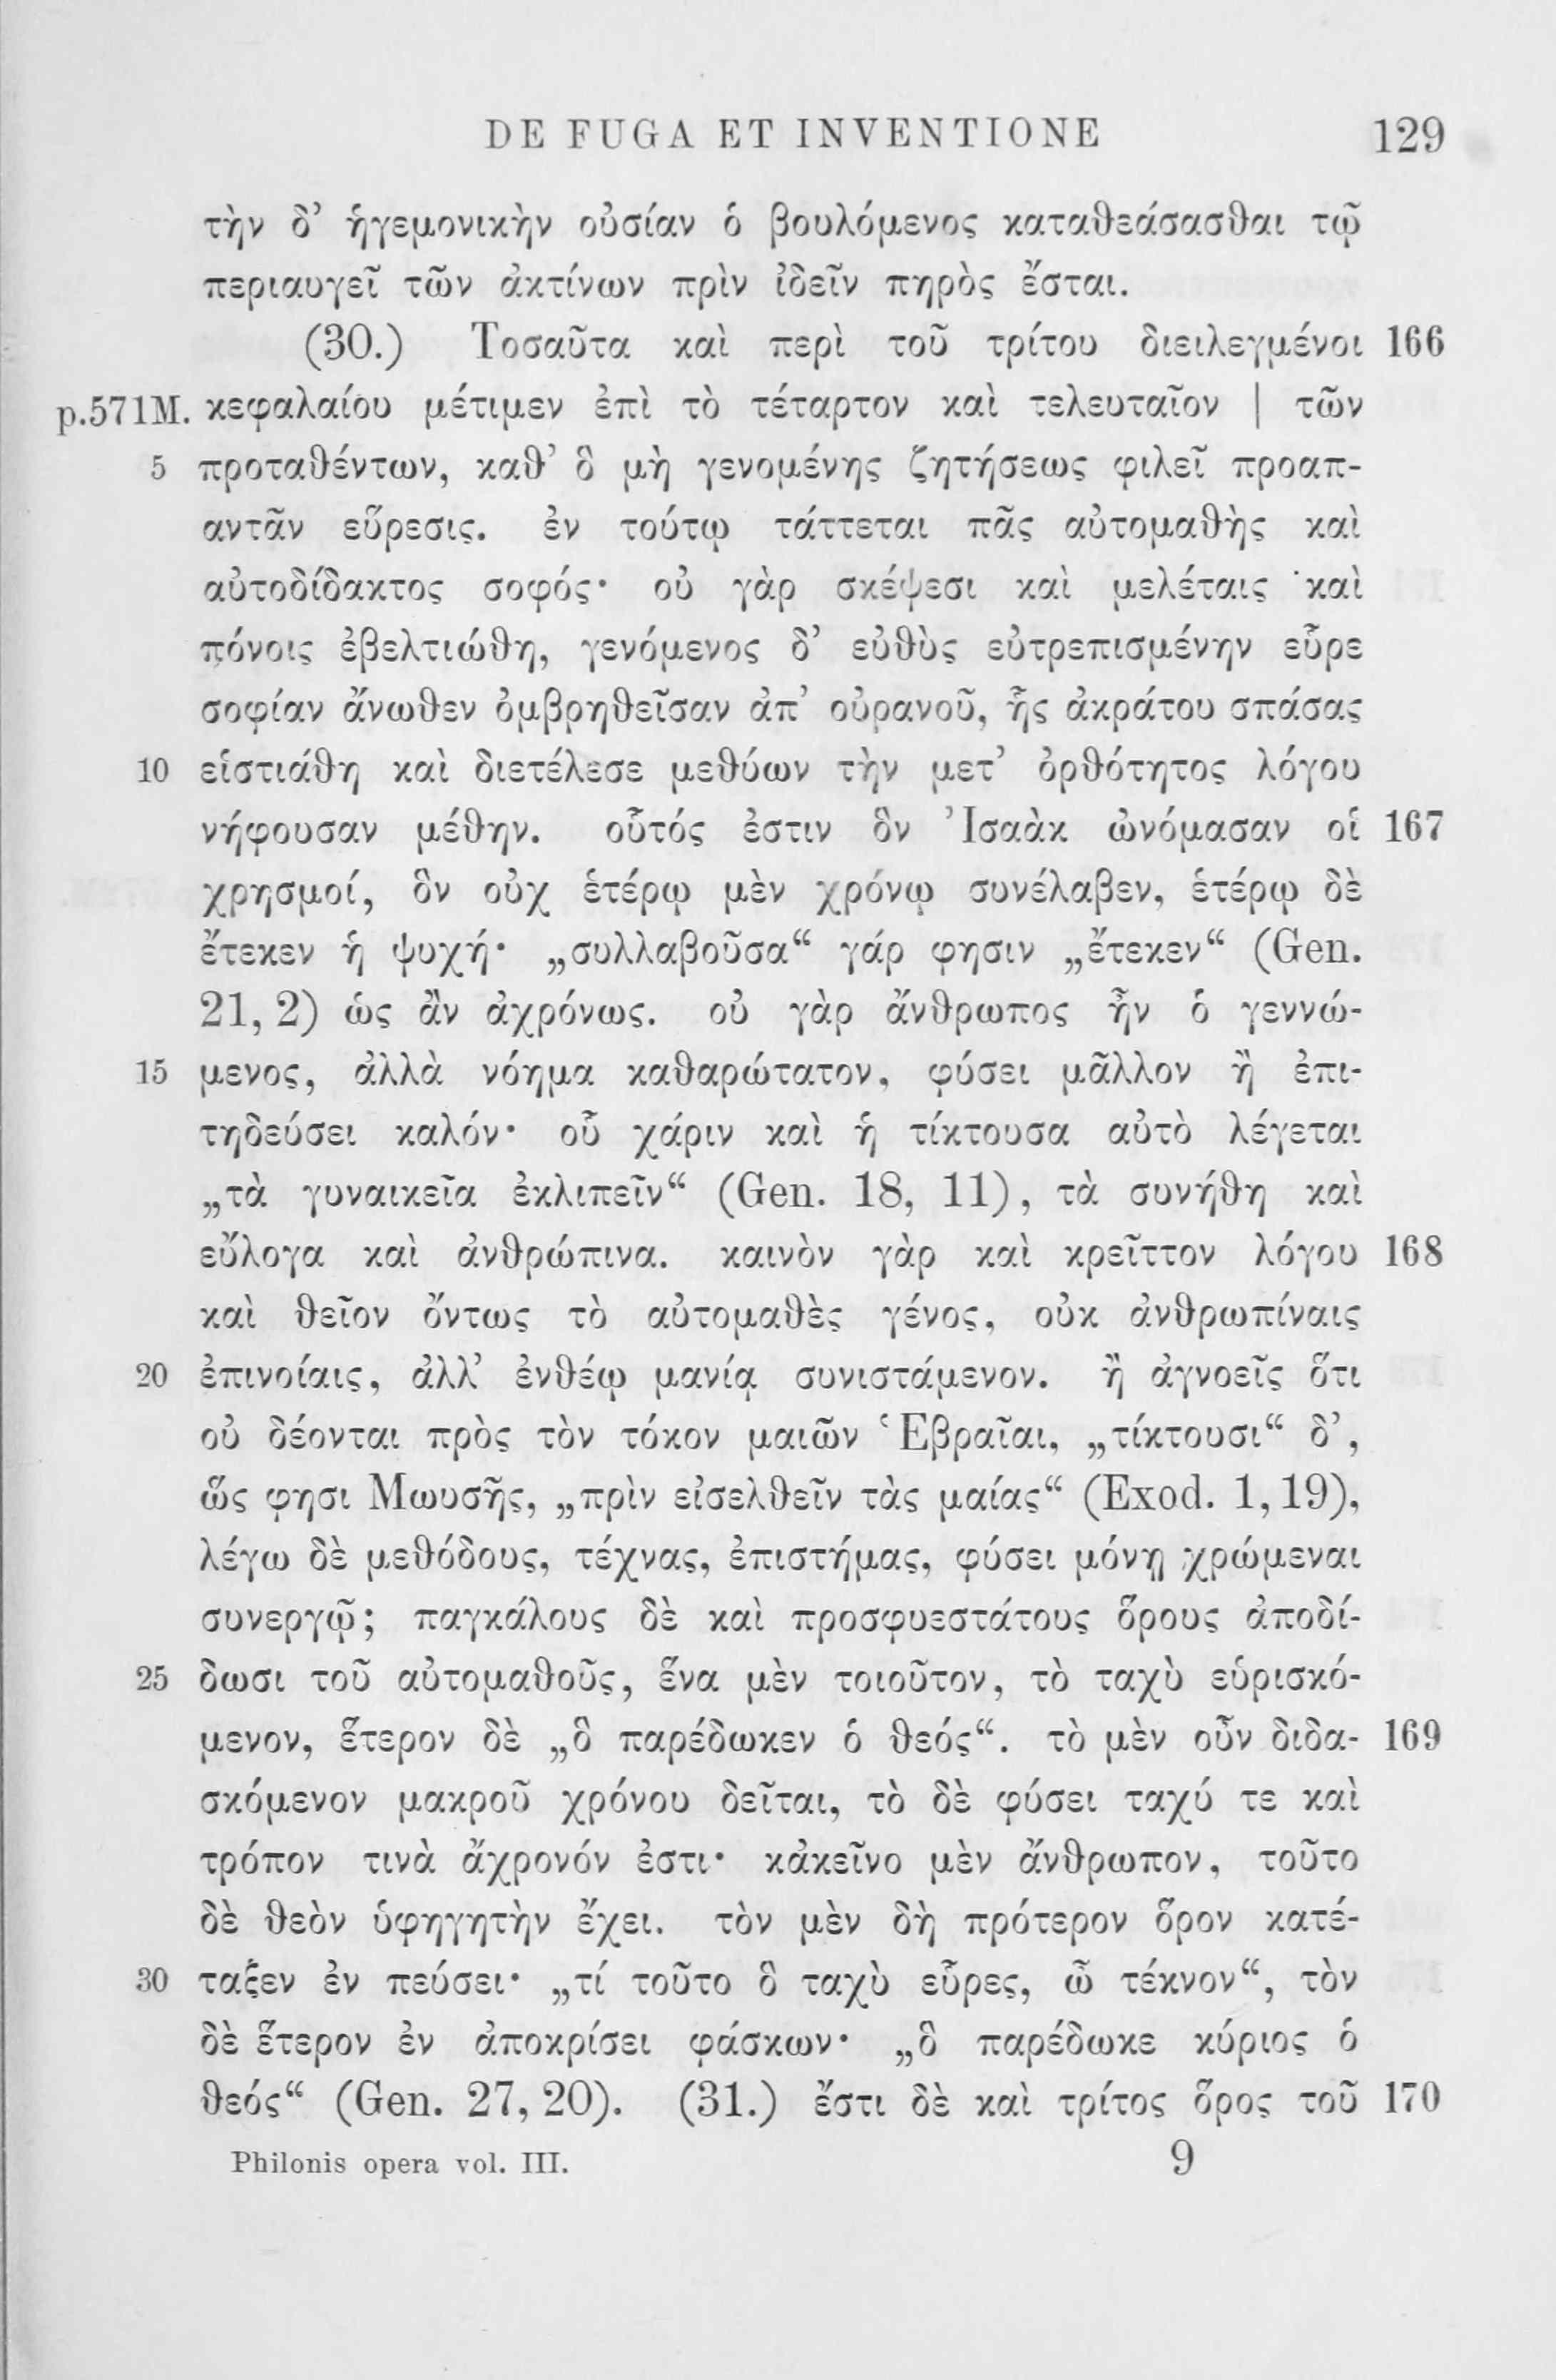 DE FUGA ET INVENTIONE 129
τὴν δ’ ἡγεμονικὴν οὐσίαν ὁ βουλόμενος καταθεάσασθαι τῷ
περιαυγεῖ τῶν ἀκτίνων πρὶν ἰδεῖν πηρὸς ἔσται.
(30.) Τοσαῦτα καὶ περὶ τοῦ τρίτου διειλεγμένοι 166
p.571M. κεφαλαίου μέτιμεν ἐπὶ τὸ τέταρτον καὶ τελευταῖον | τῶν
5 προταθέντων, καθ’ ὃ μὴ γενομένης ζητήσεως φιλεῖ προαπ-
αντᾶν εὕρεσις. ἐν τούτῳ τάττεται πᾶς αὐτομαθὴς καὶ
αὐτοδίδακτος σοφός· οὐ γὰρ σκέψεσι καὶ μελέταις καὶ
πόνοις ἐβελτιώθη, γενόμενος δ’ εὐθὺς εὐτρεπισμένην εὗρε
σοφίαν ἄνωθεν ὀμβρηθεῖσαν ἀπ’ οὐρανοῦ, ἧς ἀκράτου σπάσας
10 εἱστιάθη καὶ διετέλεσε μεθύων τὴν μετ’ ὀρθότητος λόγου
νήφουσαν μέθην. οὗτός ἐστιν ὃν Ἰσαὰκ ὠνόμασαν οἱ 167
χρησμοί, ὃν οὐχ ἑτέρῳ μὲν χρόνῳ συνέλαβεν, ἑτέρῳ δὲ
ἔτεκεν ἡ ψυχή· „συλλαβοῦσα“ γάρ φησιν „ἔτεκεν“ (Gen.
21, 2) ὡς ἂν ἀχρόνως. οὐ γὰρ ἄνθρωπος ἦν ὁ γεννώ-
15 μενος, ἀλλὰ νόημα καθαρώτατον, φύσει μᾶλλον ἢ ἐπι-
τηδεύσει καλόν· οὗ χάριν καὶ ἡ τίκτουσα αὐτὸ λέγεται
„τὰ γυναικεῖα ἐκλιπεῖν“ (Gen. 18, 11), τὰ συνήθη καὶ
εὔλογα καὶ ἀνθρώπινα. καινὸν γὰρ καὶ κρεῖττον λόγου 168
καὶ θεῖον ὄντως τὸ αὐτομαθὲς γένος, οὐκ ἀνθρωπίναις
20 ἐπινοίαις, ἀλλ’ ἐνθέῳ μανίᾳ συνιστάμενον. ἢ ἀγνοεῖς ὅτι
οὐ δέονται πρὸς τὸν τόκον μαιῶν Ἑβραῖαι, „τίκτουσι“ δ’,
ὥς φησι Μωυσῆς, „πρὶν εἰσελθεῖν τὰς μαίας“ (Exod. 1, 19),
λέγω δὲ μεθόδους, τέχνας, ἐπιστήμας, φύσει μόνῃ χρώμεναι
συνεργῷ; παγκάλους δὲ καὶ προσφυεστάτους ὅρους ἀποδί-
25 δωσι τοῦ αὐτομαθοῦς, ἕνα μὲν τοιοῦτον, τὸ ταχὺ εὑρισκό-
μενον, ἕτερον δὲ „ὃ παρέδωκεν ὁ θεός“. τὸ μὲν οὖν διδα- 169
σκόμενον μακροῦ χρόνου δεῖται, τὸ δὲ φύσει ταχύ τε καὶ
τρόπον τινὰ ἄχρονόν ἐστι· κἀκεῖνο μὲν ἄνθρωπον, τοῦτο
δὲ θεὸν ὑφηγητὴν ἔχει. τὸν μὲν δὴ πρότερον ὅρον κατέ-
30 ταξεν ἐν πεύσει· „τί τοῦτο ὃ ταχὺ εὗρες, ὦ τέκνον“, τὸν
δὲ ἕτερον ἐν ἀποκρίσει φάσκων· „ὃ παρέδωκε κύριος ὁ
θεός“ (Gen. 27, 20). (31.) ἔστι δὲ καὶ τρίτος ὅρος τοῦ 170
Philonis opera vol. III. 9